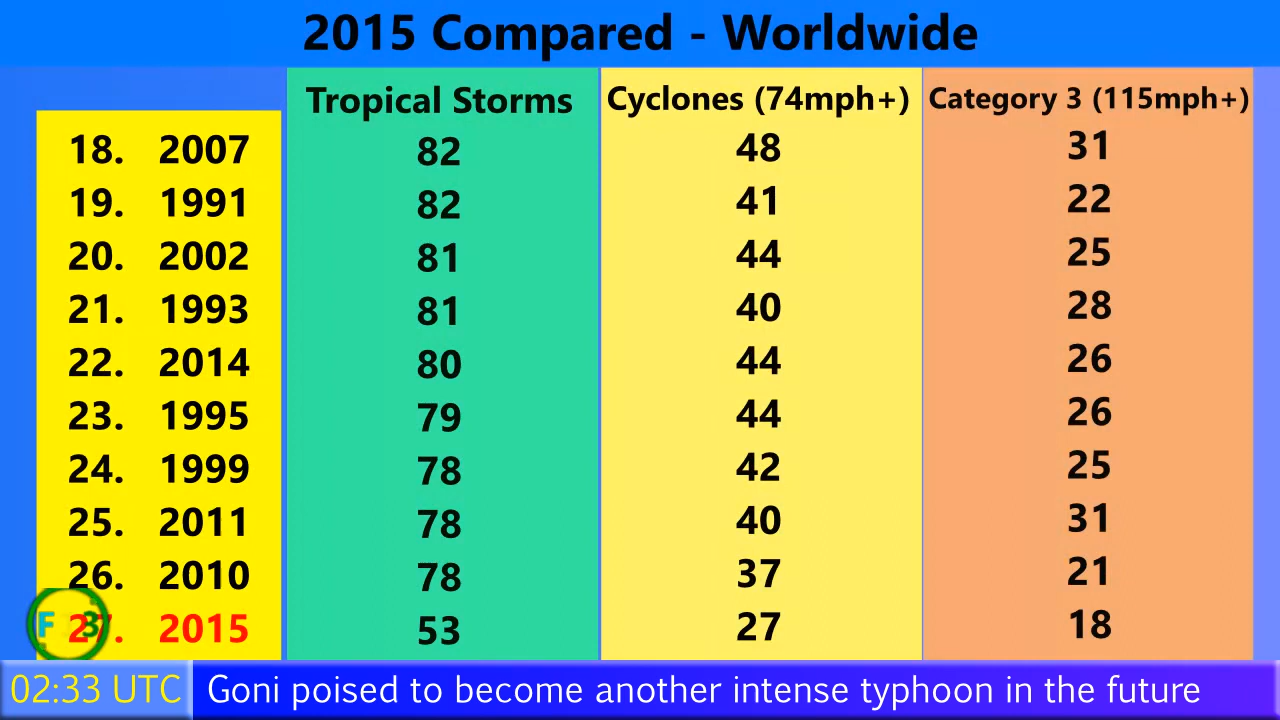 2015 Compared - Worldwide
Tropical Storms Cyclones (74mph+) Category 3 (115mph+)
18. 2007 82 48 31
19. 1991 82 41 22
20. 2002 81 44 25
21. 1993 81 40 28
22. 2014 80 44 26
23. 1995 79 44 26
24. 1999 78 42 25
25. 2011 78 40 31
26. 2010 78 37 21
27. 2015 53 27 18
02:33 UTC Goni poised to become another intense typhoon in the future